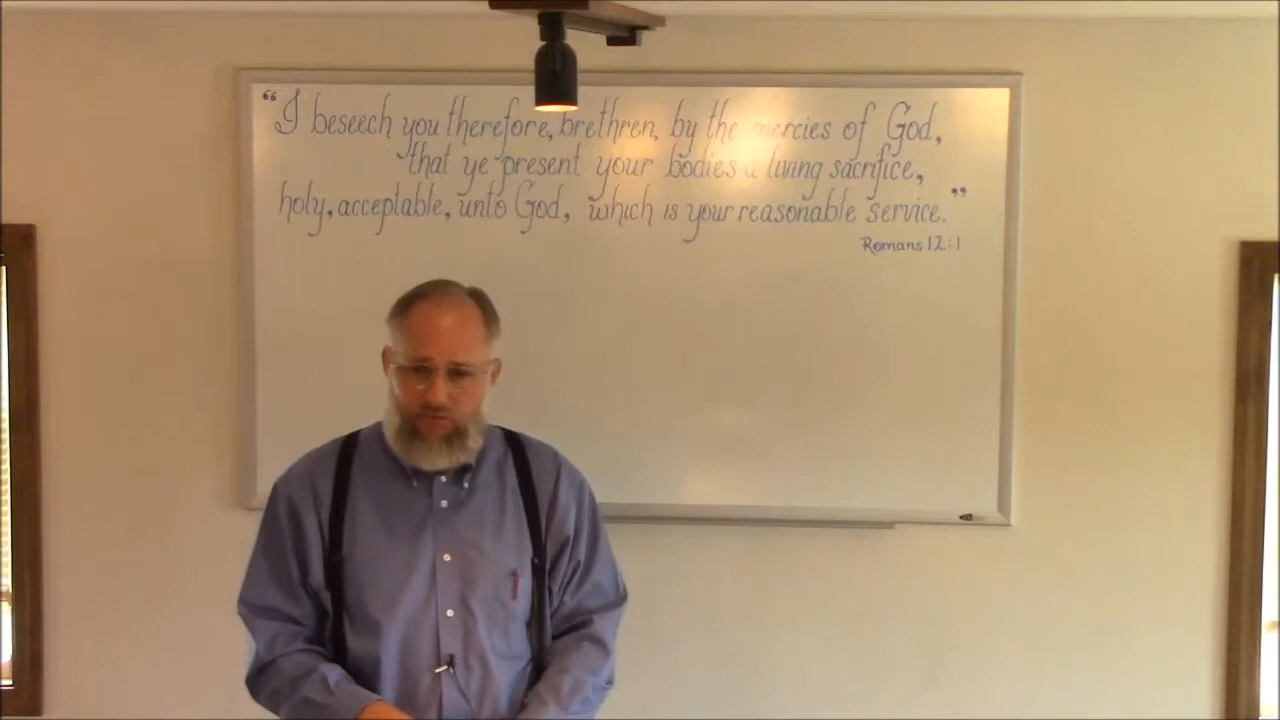 “I beseech you therefore, brethren, by the mercies of God,
that ye present your bodies a living sacrifice,
holy, acceptable, unto God, which is your reasonable service.”
Romans 12:1